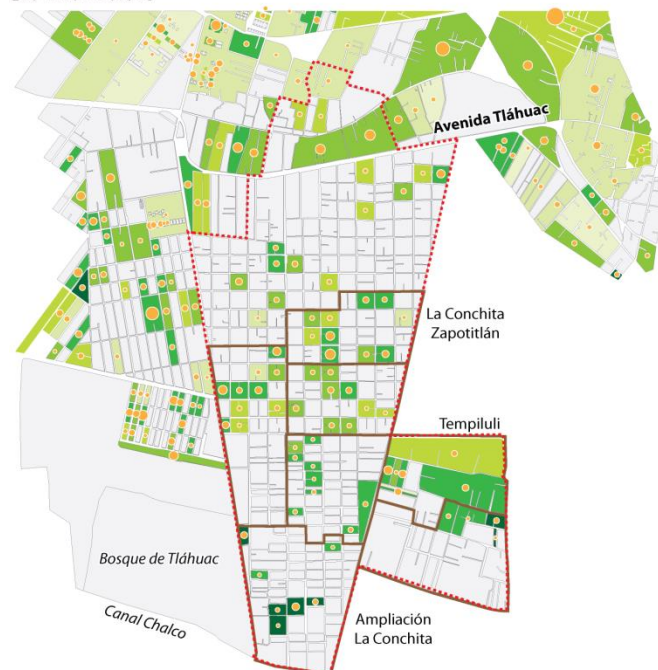 Avenida Tláhuac
La Conchita
Zapotitlán
Tempiluli
Bosque de Tláhuac
Canal Chalco
Ampliación
La Conchita